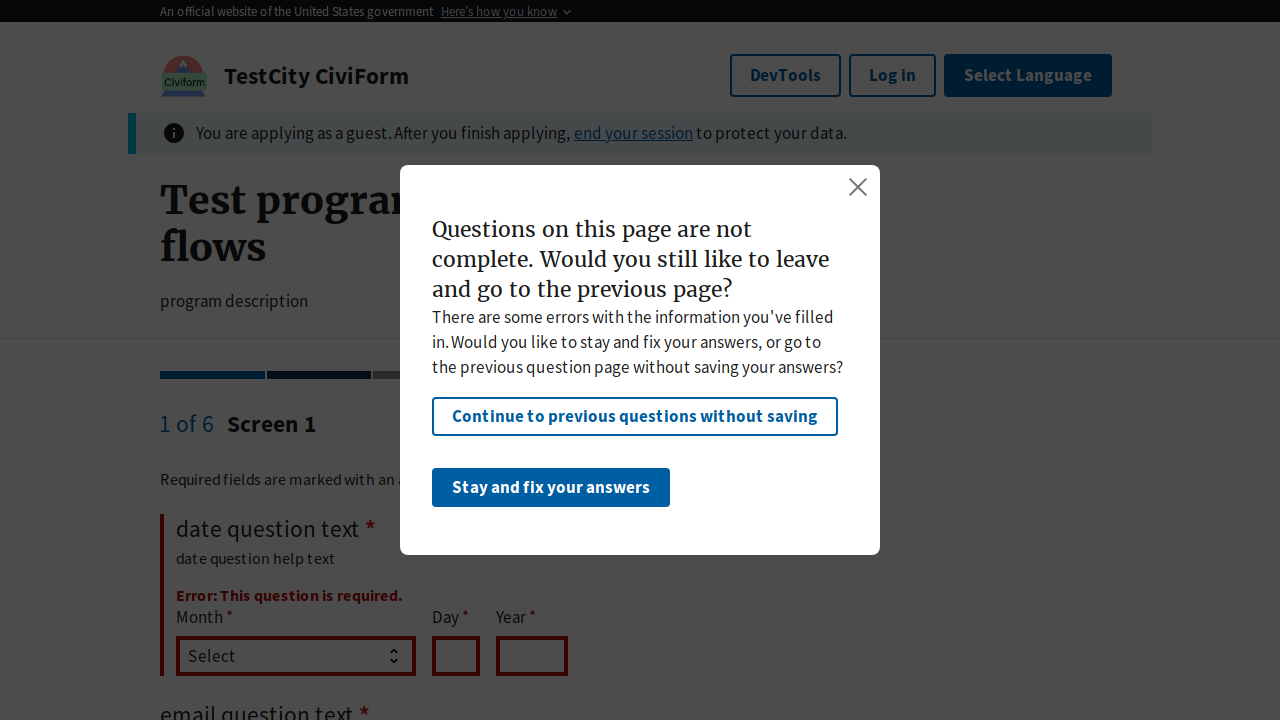 An official website of the United States government Here's how you know
Civiform
TestCity CiviForm
DevTools
Log in
Select Language
You are applying as a guest. After you finish applying, end your session to protect your data.
Test program
flows
program description
1 of 6 Screen 1
Required fields are marked with an
date question text *
date question help text
Error: This question is required.
Month *
Day *
Year *
Select
email question text *
Questions on this page are not
complete. Would you still like to leave
and go to the previous page?
There are some errors with the information you've filled
in. Would you like to stay and fix your answers, or go to
the previous question page without saving your answers?
Continue to previous questions without saving
Stay and fix your answers